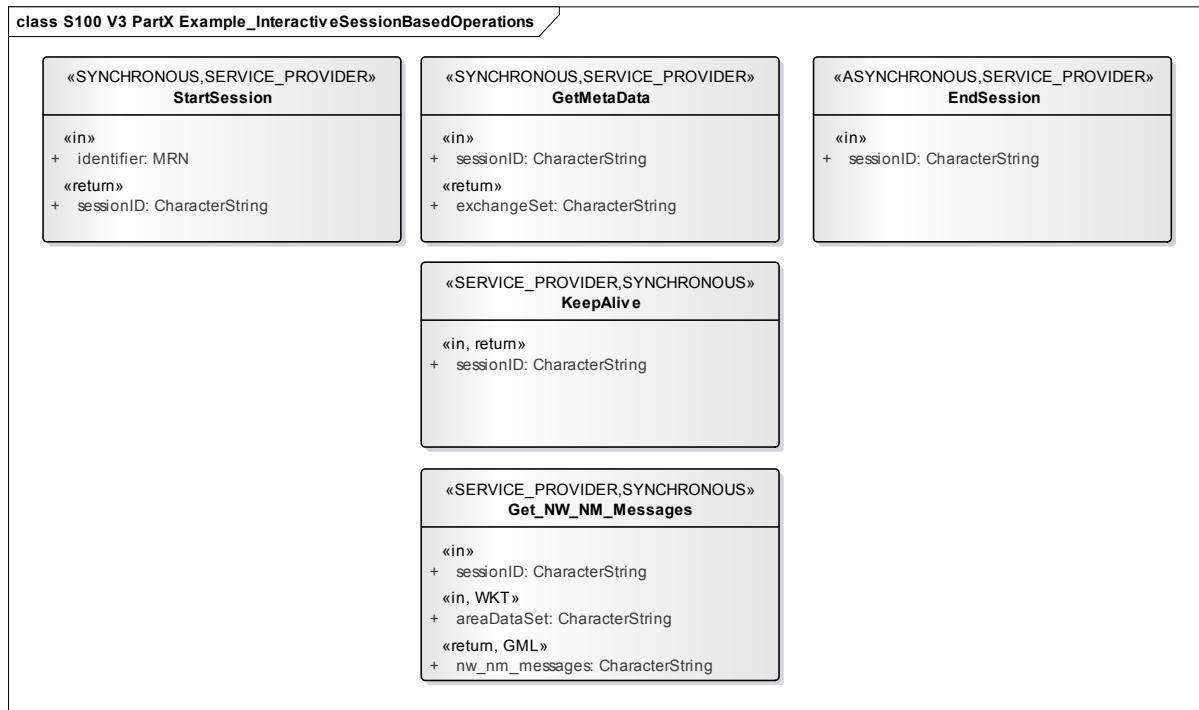 class S100 V3 PartX Example_InteractiveSessionBasedOperations
«SYNCHRONOUS,SERVICE_PROVIDER»
StartSession
«in»
+ identifier: MRN
«return»
+ sessionID: CharacterString
«SYNCHRONOUS,SERVICE_PROVIDER»
GetMetaData
«in»
+ sessionID: CharacterString
«return»
+ exchangeSet: CharacterString
«ASYNCHRONOUS,SERVICE_PROVIDER»
EndSession
«in»
+ sessionID: CharacterString
«SERVICE_PROVIDER,SYNCHRONOUS»
KeepAlive
«in, return»
+ sessionID: CharacterString
«SERVICE_PROVIDER,SYNCHRONOUS»
Get_NW_NM_Messages
«in»
+ sessionID: CharacterString
«in, WKT»
+ areaDataSet: CharacterString
«return, GML»
+ nw_nm_messages: CharacterString